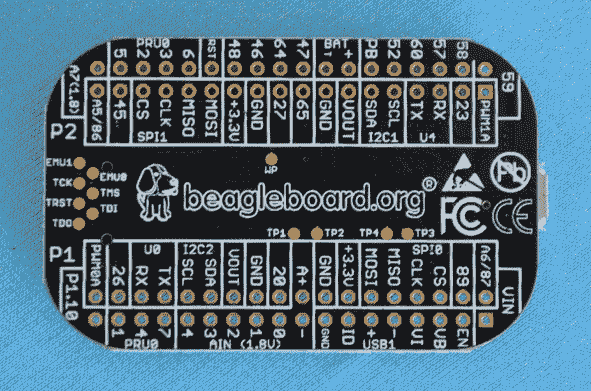 5 PRU0 3 6 RST 48 46 64 47 BAT + PB 52 60 57 58
A7(1.8) 59
A5/86 45 CS CLK MISO MOSI +3.3V GND 27 65 GND VOUT SDA SCL TX RX 23 PWM1A
P2 SPI1 I2C1 U4
EMU1
EMU0
WP
TCK
TMS
beagleboard.org®
TRST
TDI
FC CE
TDO
TP1 TP2 TP4 TP3
P1 U0 I2C2 SPI0
PWM0A 26 RX TX SCL SDA VOUT GND 20 A+ GND +3.3V MOSI MISO CLK CS 89 A6/87
P1.10 VIN
1 4 7 4 3 2 1 0 - GND ID + - VI VB EN
PRU0 AIN (1.8V) USB1